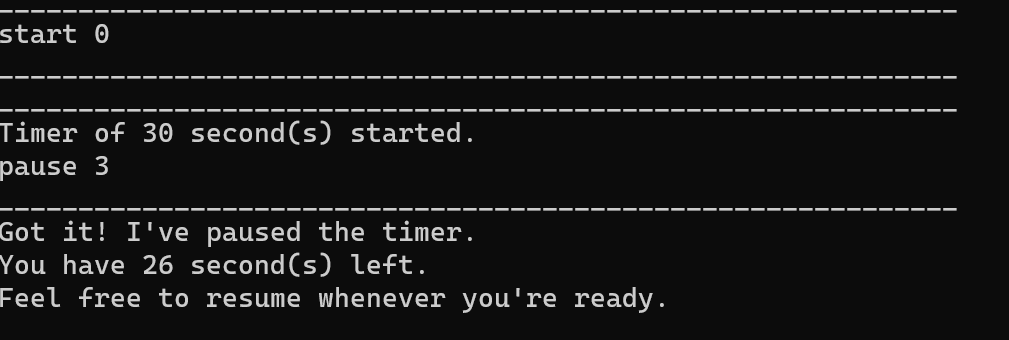 ____________________________________________________________
start 0
____________________________________________________________
____________________________________________________________
Timer of 30 second(s) started.
pause 3
____________________________________________________________
Got it! I've paused the timer.
You have 26 second(s) left.
Feel free to resume whenever you're ready.